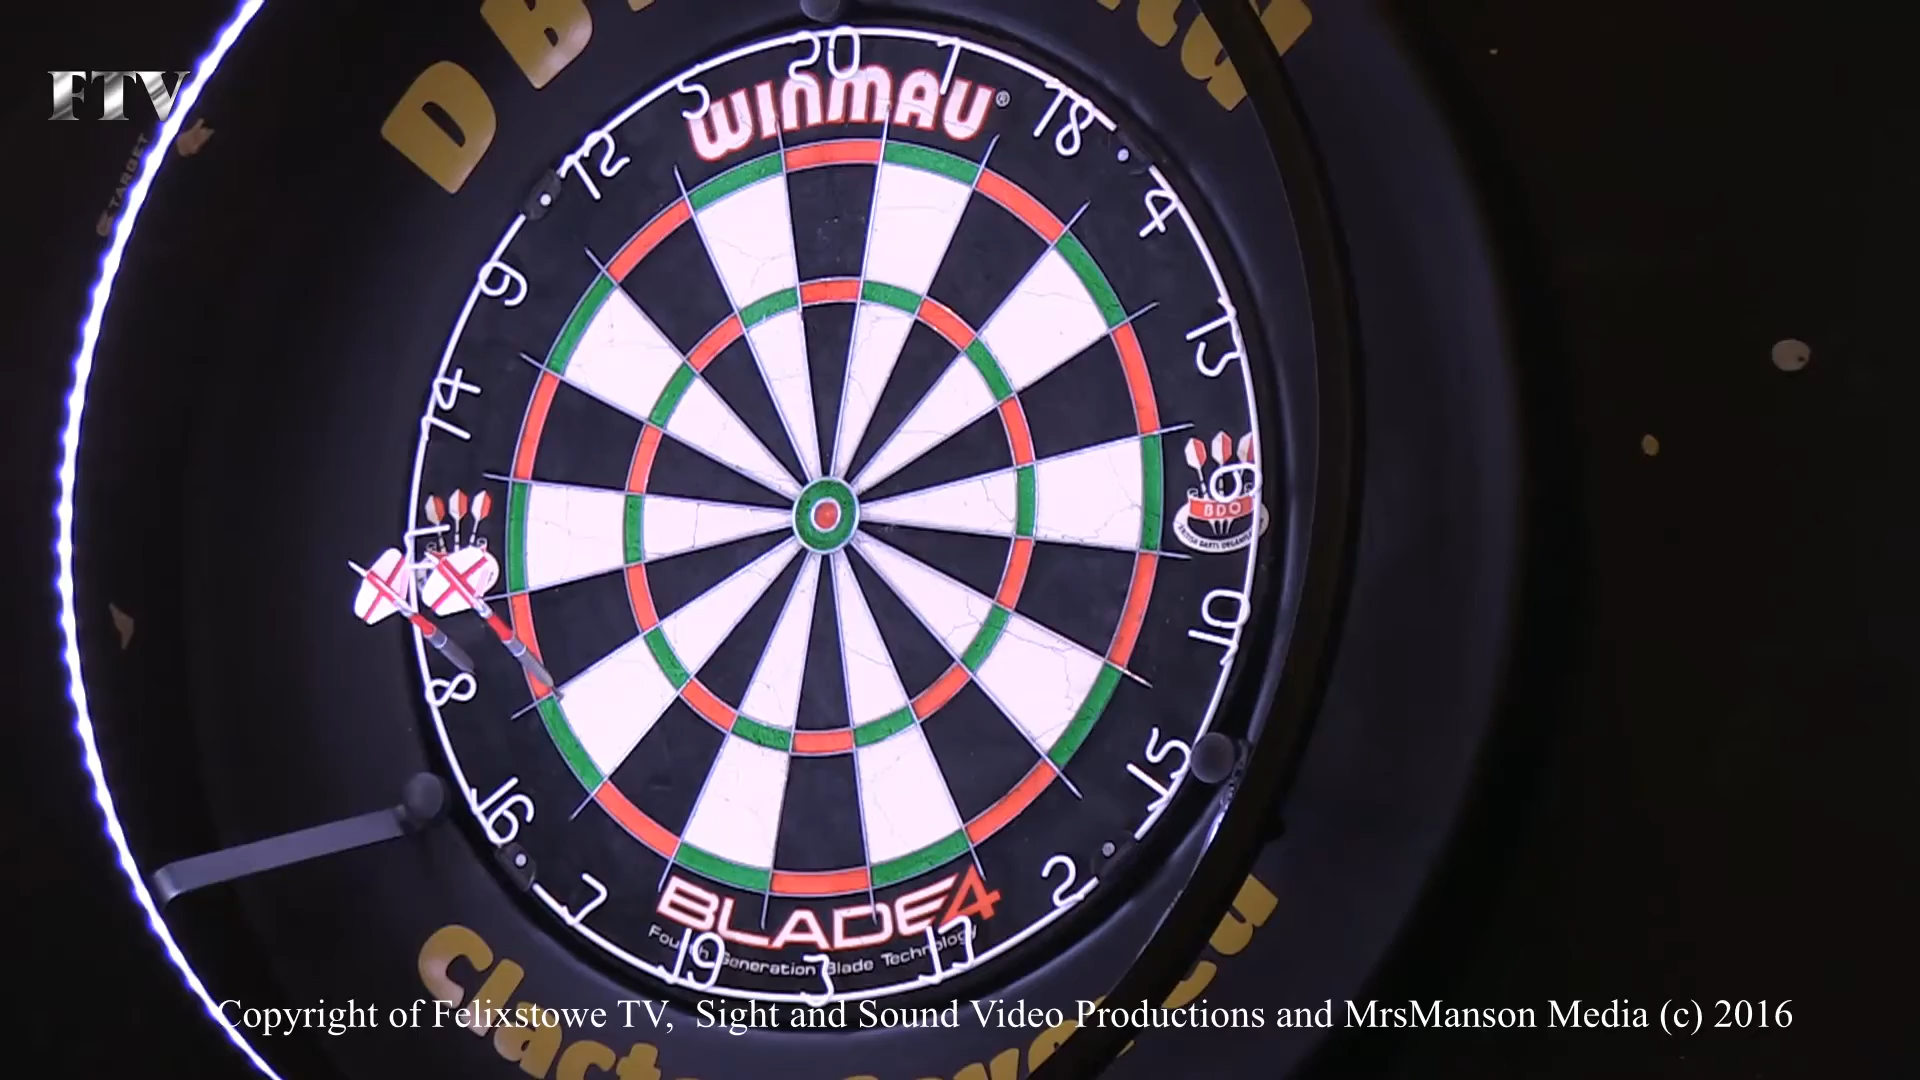 FTV
TARGET
20
1
18
4
13
6
10
15
2
17
3
19
7
16
8
11
14
9
12
5
WINMAU®
BDO
BLADE4
Fourth Generation Blade Technology
Copyright of Felixstowe TV, Sight and Sound Video Productions and MrsManson Media (c) 2016